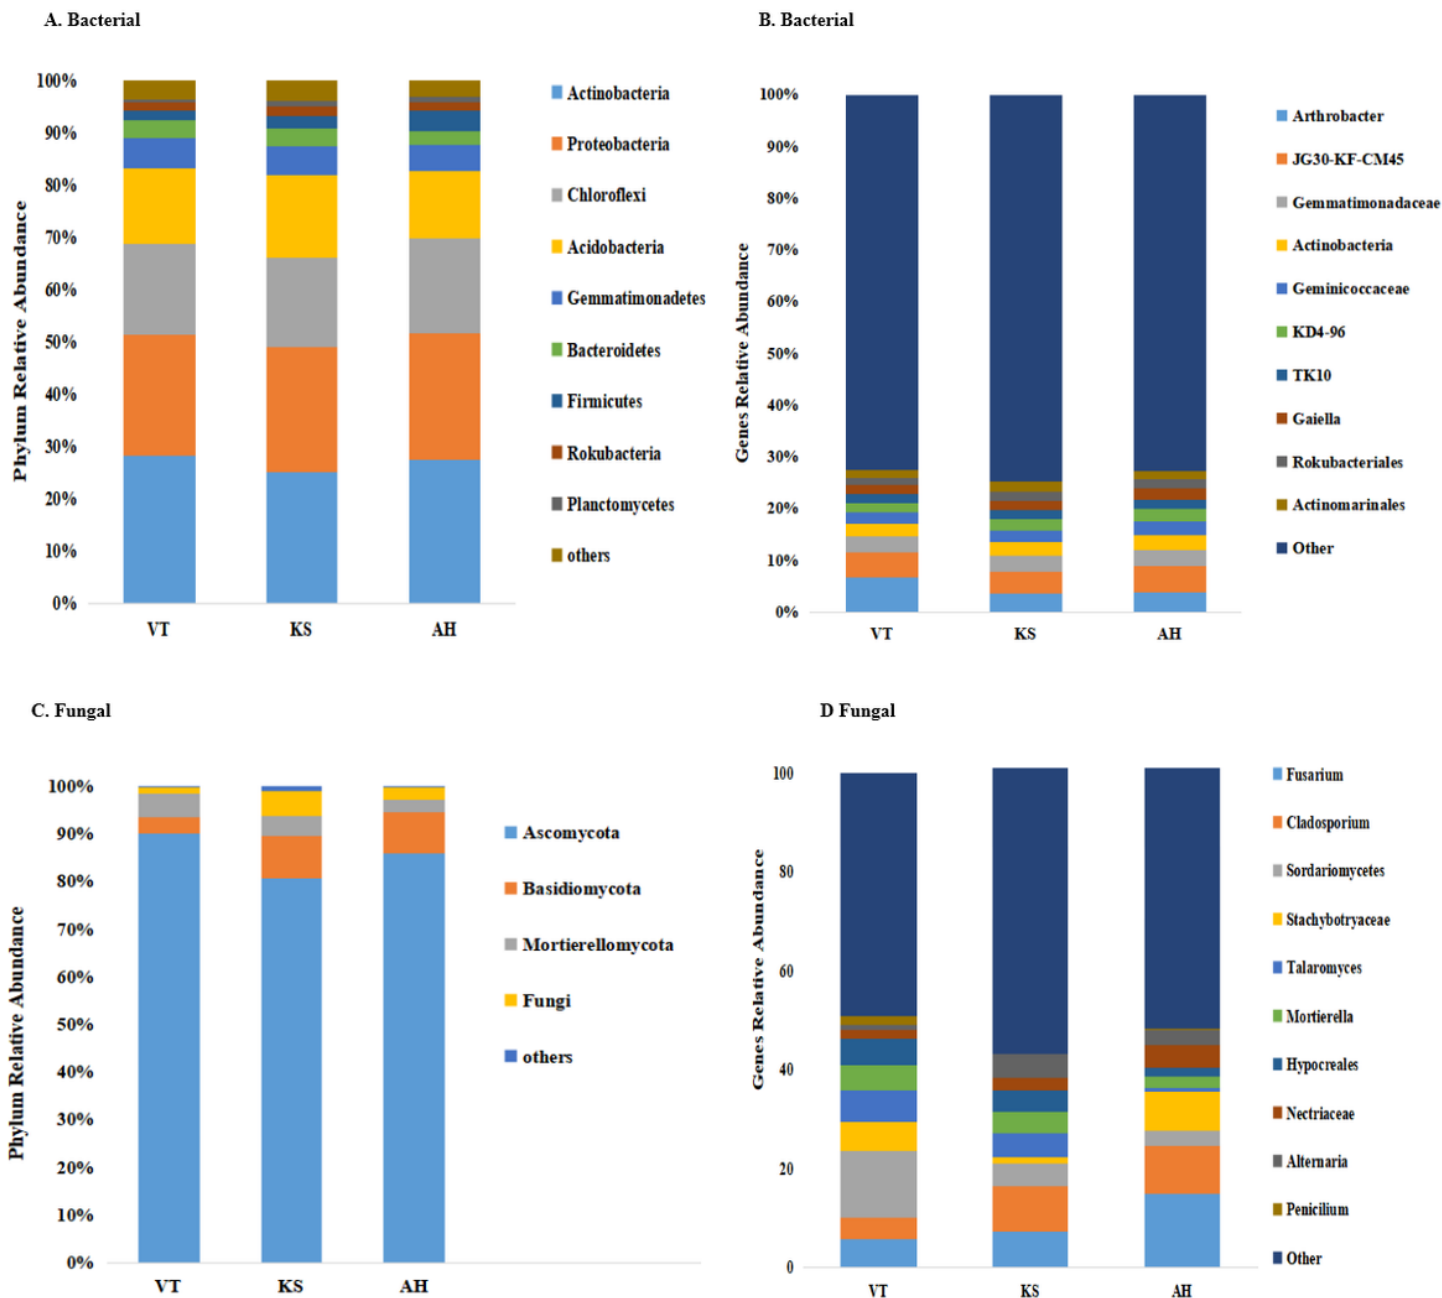 A. Bacterial
Phylum Relative Abundance
100%
90%
80%
70%
60%
50%
40%
30%
20%
10%
0%
VT KS AH
Actinobacteria
Proteobacteria
Chloroflexi
Acidobacteria
Gemmatimonadetes
Bacteroidetes
Firmicutes
Rokubacteria
Planctomycetes
others
B. Bacterial
Genes Relative Abundance
100%
90%
80%
70%
60%
50%
40%
30%
20%
10%
0%
VT KS AH
Arthrobacter
JG30-KF-CM45
Gemmatimonadaceae
Actinobacteria
Geminicoccaceae
KD4-96
TK10
Gaiella
Rokubacteriales
Actinomarinales
Other
C. Fungal
Phylum Relative Abundance
100%
90%
80%
70%
60%
50%
40%
30%
20%
10%
0%
VT KS AH
Ascomycota
Basidiomycota
Mortierellomycota
Fungi
others
D Fungal
Genes Relative Abundance
100
80
60
40
20
0
VT KS AH
Fusarium
Cladosporium
Sordariomycetes
Stachybotryaceae
Talaromyces
Mortierella
Hypocreales
Nectriaceae
Alternaria
Penicilium
Other